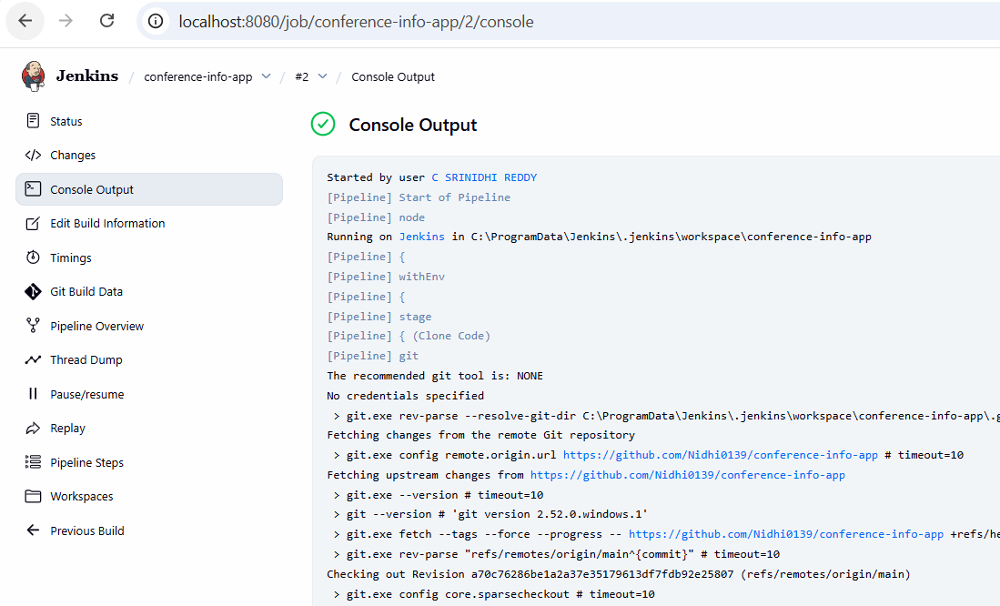 localhost:8080/job/conference-info-app/2/console
Jenkins / conference-info-app / #2 / Console Output
Status
Changes
Console Output
Edit Build Information
Timings
Git Build Data
Pipeline Overview
Thread Dump
Pause/resume
Replay
Pipeline Steps
Workspaces
Previous Build
Console Output
Started by user C SRINIDHI REDDY
[Pipeline] Start of Pipeline
[Pipeline] node
Running on Jenkins in C:\ProgramData\Jenkins\.jenkins\workspace\conference-info-app
[Pipeline] {
[Pipeline] withEnv
[Pipeline] {
[Pipeline] stage
[Pipeline] { (Clone Code)
[Pipeline] git
The recommended git tool is: NONE
No credentials specified
> git.exe rev-parse --resolve-git-dir C:\ProgramData\Jenkins\.jenkins\workspace\conference-info-app\.g
Fetching changes from the remote Git repository
> git.exe config remote.origin.url https://github.com/Nidhi0139/conference-info-app # timeout=10
Fetching upstream changes from https://github.com/Nidhi0139/conference-info-app
> git.exe --version # timeout=10
> git --version # 'git version 2.52.0.windows.1'
> git.exe fetch --tags --force --progress -- https://github.com/Nidhi0139/conference-info-app +refs/he
> git.exe rev-parse "refs/remotes/origin/main^{commit}" # timeout=10
Checking out Revision a70c76286be1a2a37e35179613df7fdb92e25807 (refs/remotes/origin/main)
> git.exe config core.sparsecheckout # timeout=10